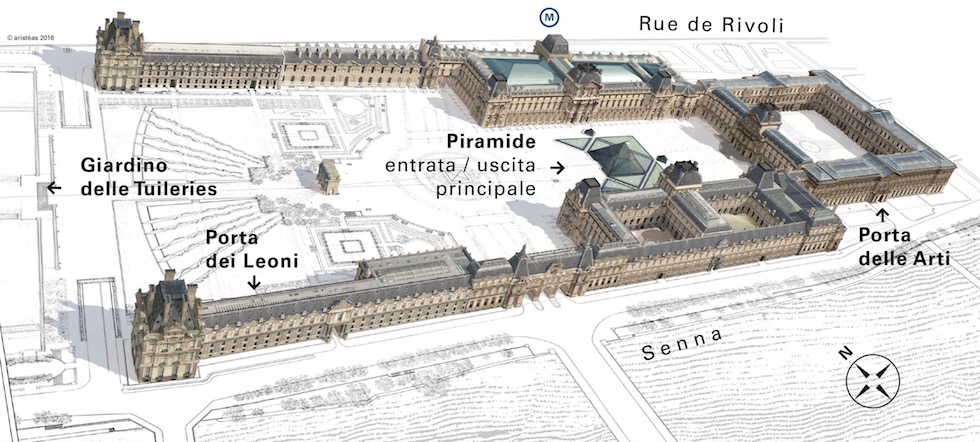 © aristéas 2016
M
Rue de Rivoli
Piramide
entrata / uscita
principale
Giardino
delle Tuileries
Porta
dei Leoni
Porta
delle Arti
Senna
N